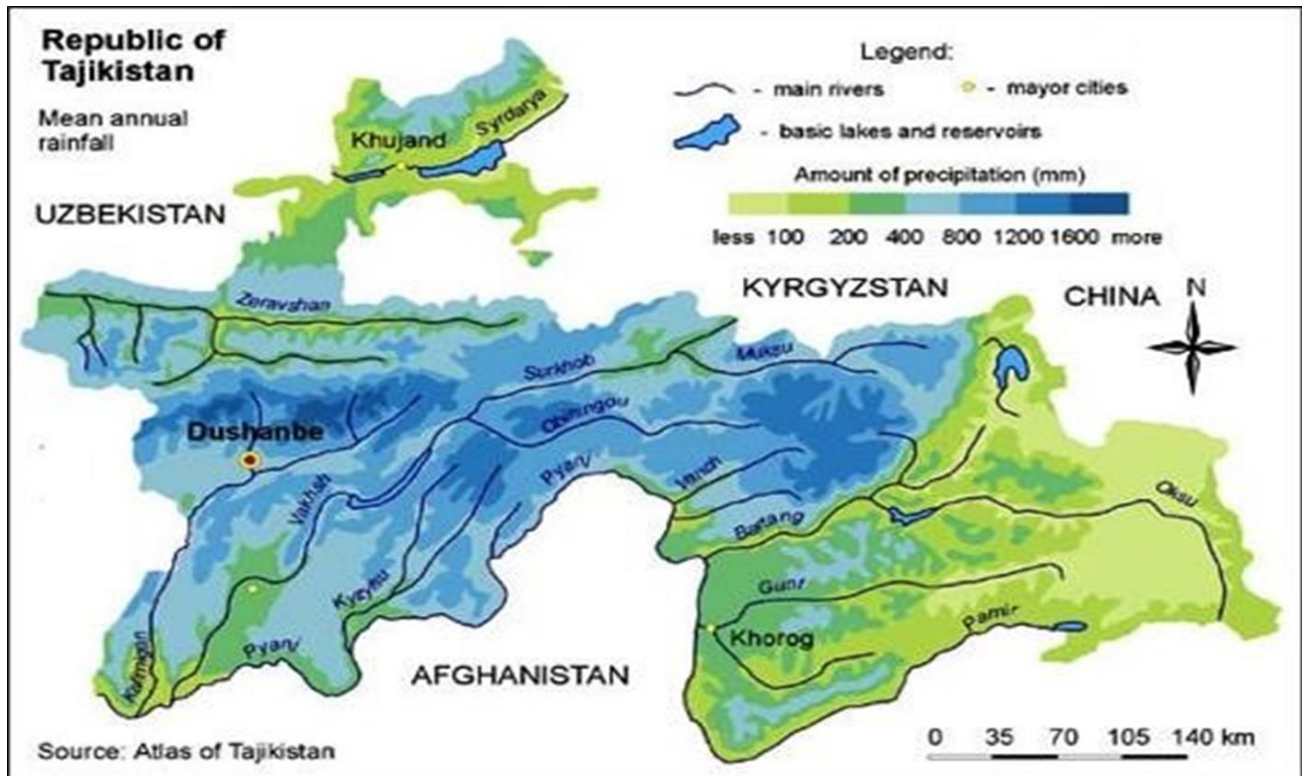 Republic of
Tajikistan
Mean annual
rainfall
Legend:
- main rivers
- mayor cities
- basic lakes and reservoirs
Amount of precipitation (mm)
less 100 200 400 800 1200 1600 more
Khujand
Syrdarya
UZBEKISTAN
KYRGYZSTAN
CHINA
N
Zeravshan
Surkhob
Muksu
Obihingou
Dushanbe
Vakhsh
Pyanj
Vanch
Bartang
Oksu
Kyzylsu
Gunt
Pamir
Khorog
Pyanj
AFGHANISTAN
0 35 70 105 140 km
Source: Atlas of Tajikistan